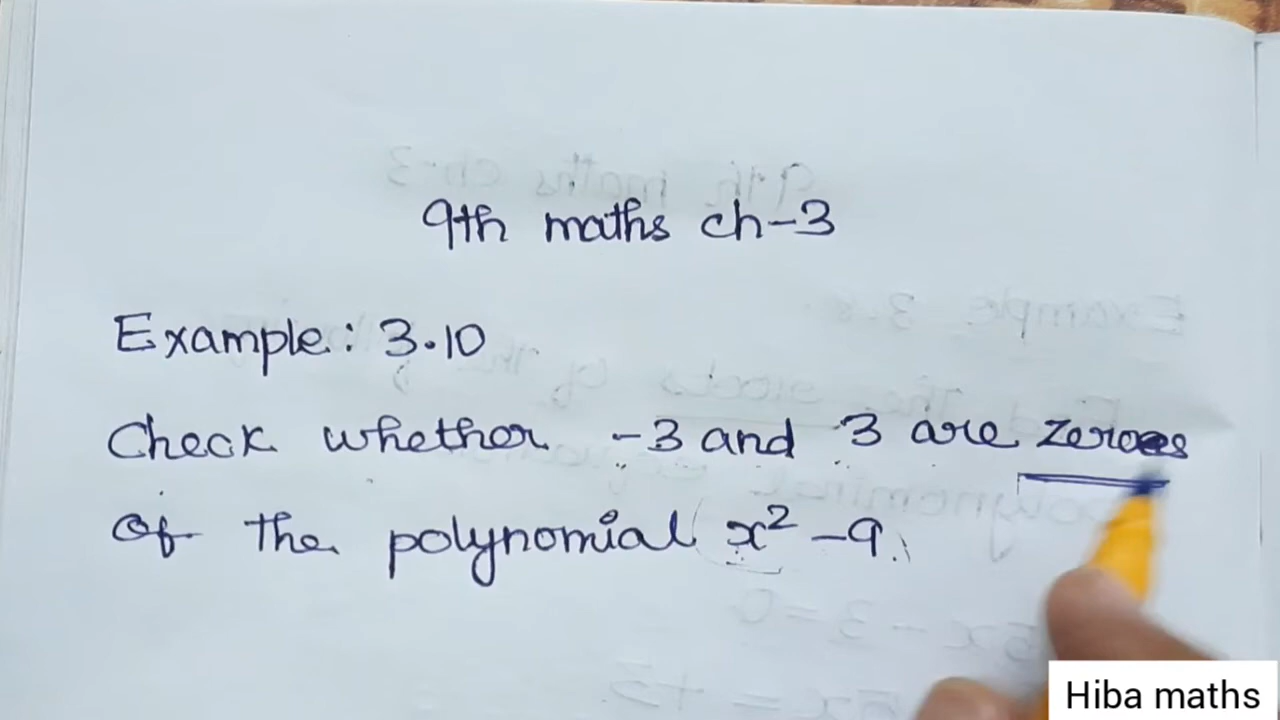 9th maths ch-3
Example: 3.10
Check whether -3 and 3 are zeroes
Of the polynomial x² -9.
Hiba maths